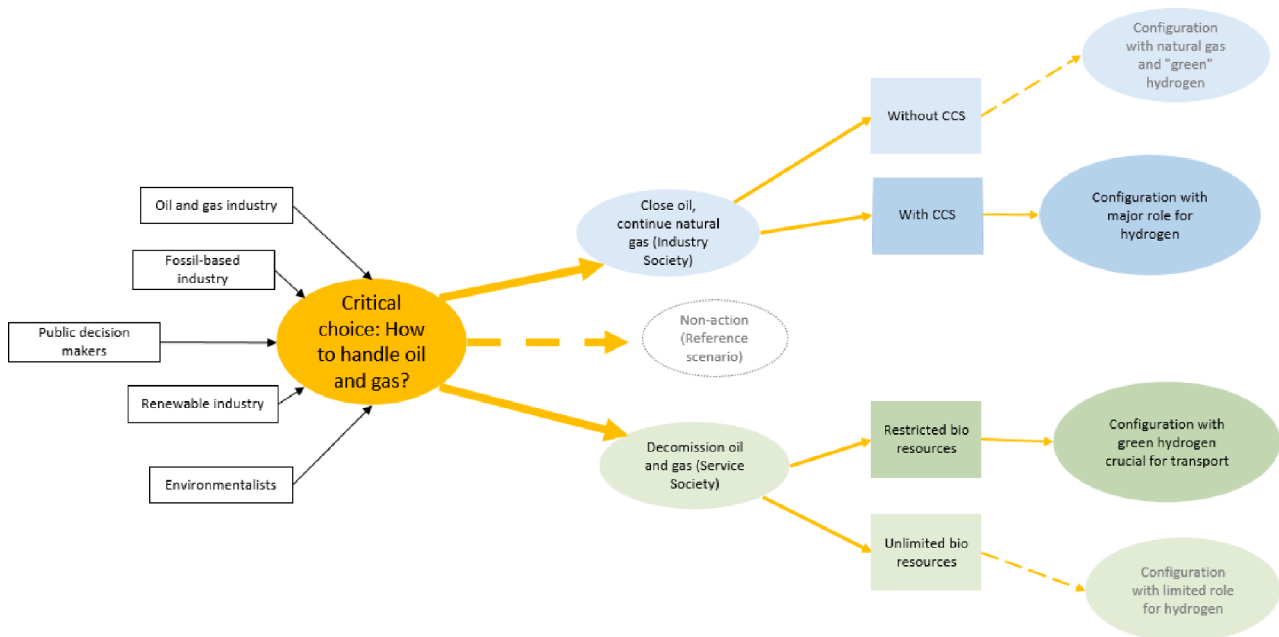 Oil and gas industry
Fossil-based
industry
Public decision
makers
Renewable industry
Environmentalists
Critical
choice: How
to handle oil
and gas?
Close oil,
continue natural
gas (Industry
Society)
Non-action
(Reference
scenario)
Decomission oil
and gas (Service
Society)
Without CCS
With CCS
Restricted bio
resources
Unlimited bio
resources
Configuration
with natural gas
and "green"
hydrogen
Configuration with
major role for
hydrogen
Configuration with
green hydrogen
crucial for transport
Configuration
with limited role
for hydrogen